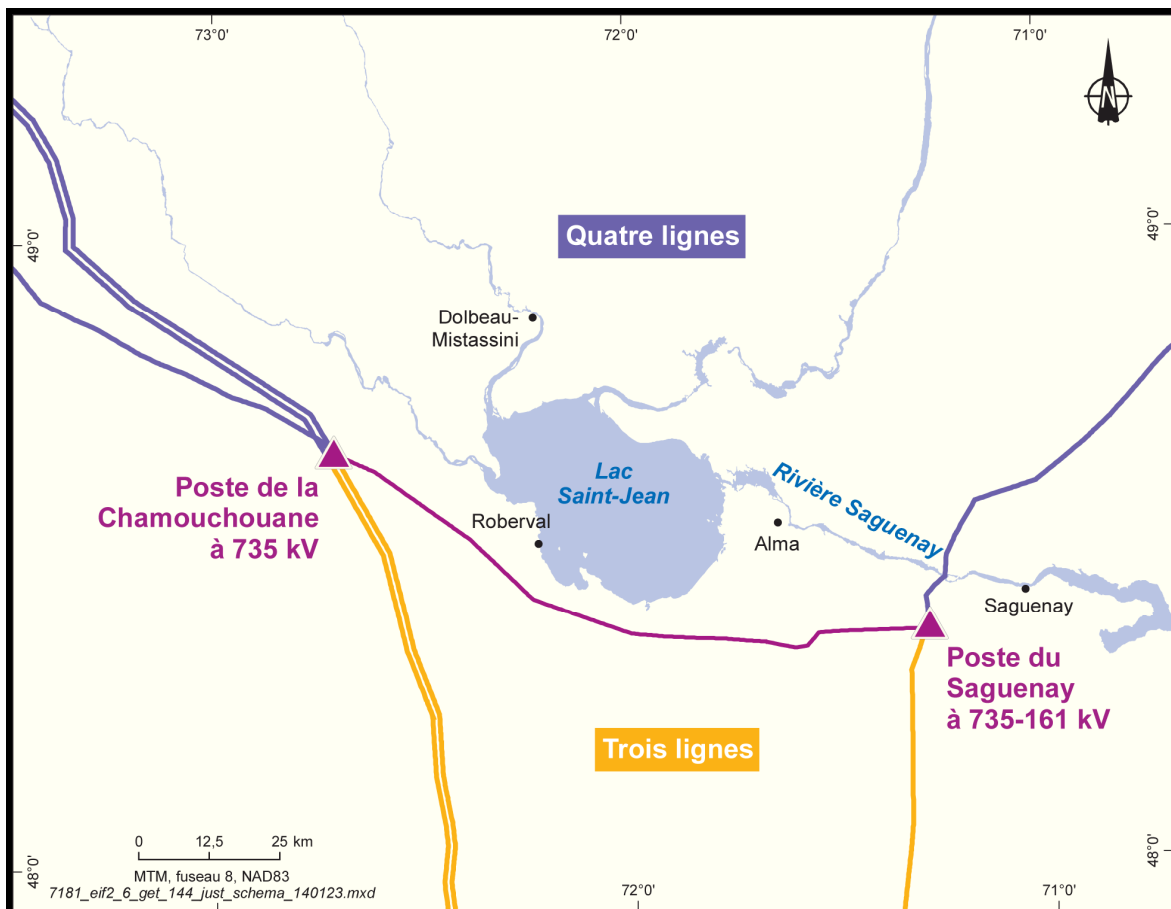 73°0'
72°0'
71°0'
N
49°0'
49°0'
Quatre lignes
Dolbeau-
Mistassini
Lac
Saint-Jean
Rivière Saguenay
Poste de la
Chamouchouane
à 735 kV
Roberval
Alma
Saguenay
Poste du
Saguenay
à 735-161 kV
Trois lignes
0 12,5 25 km
MTM, fuseau 8, NAD83
7181_eif2_6_get_144_just_schema_140123.mxd
48°0'
48°0'
72°0'
71°0'